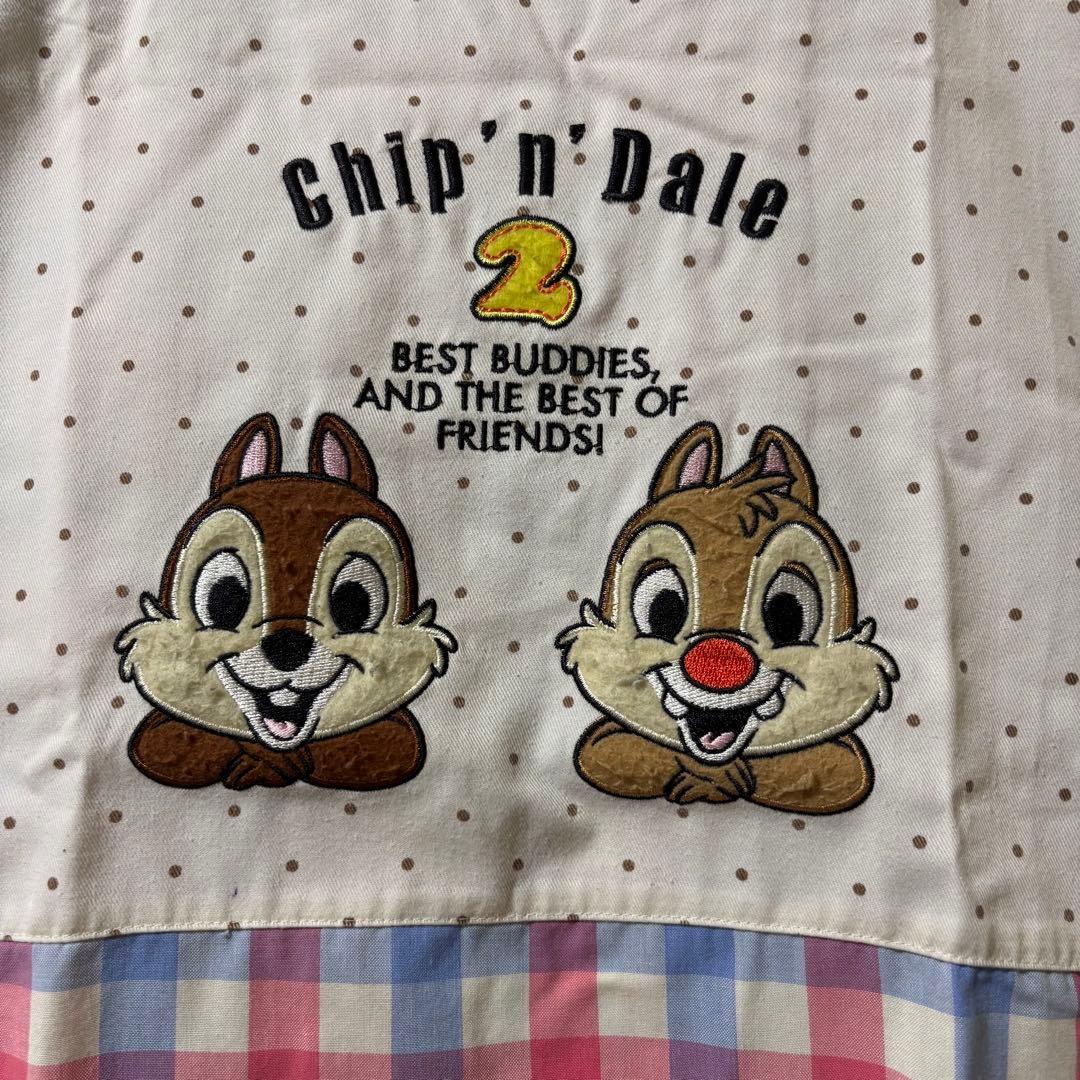 Chip 'n' Dale
2
BEST BUDDIES,
AND THE BEST OF
FRIENDS!